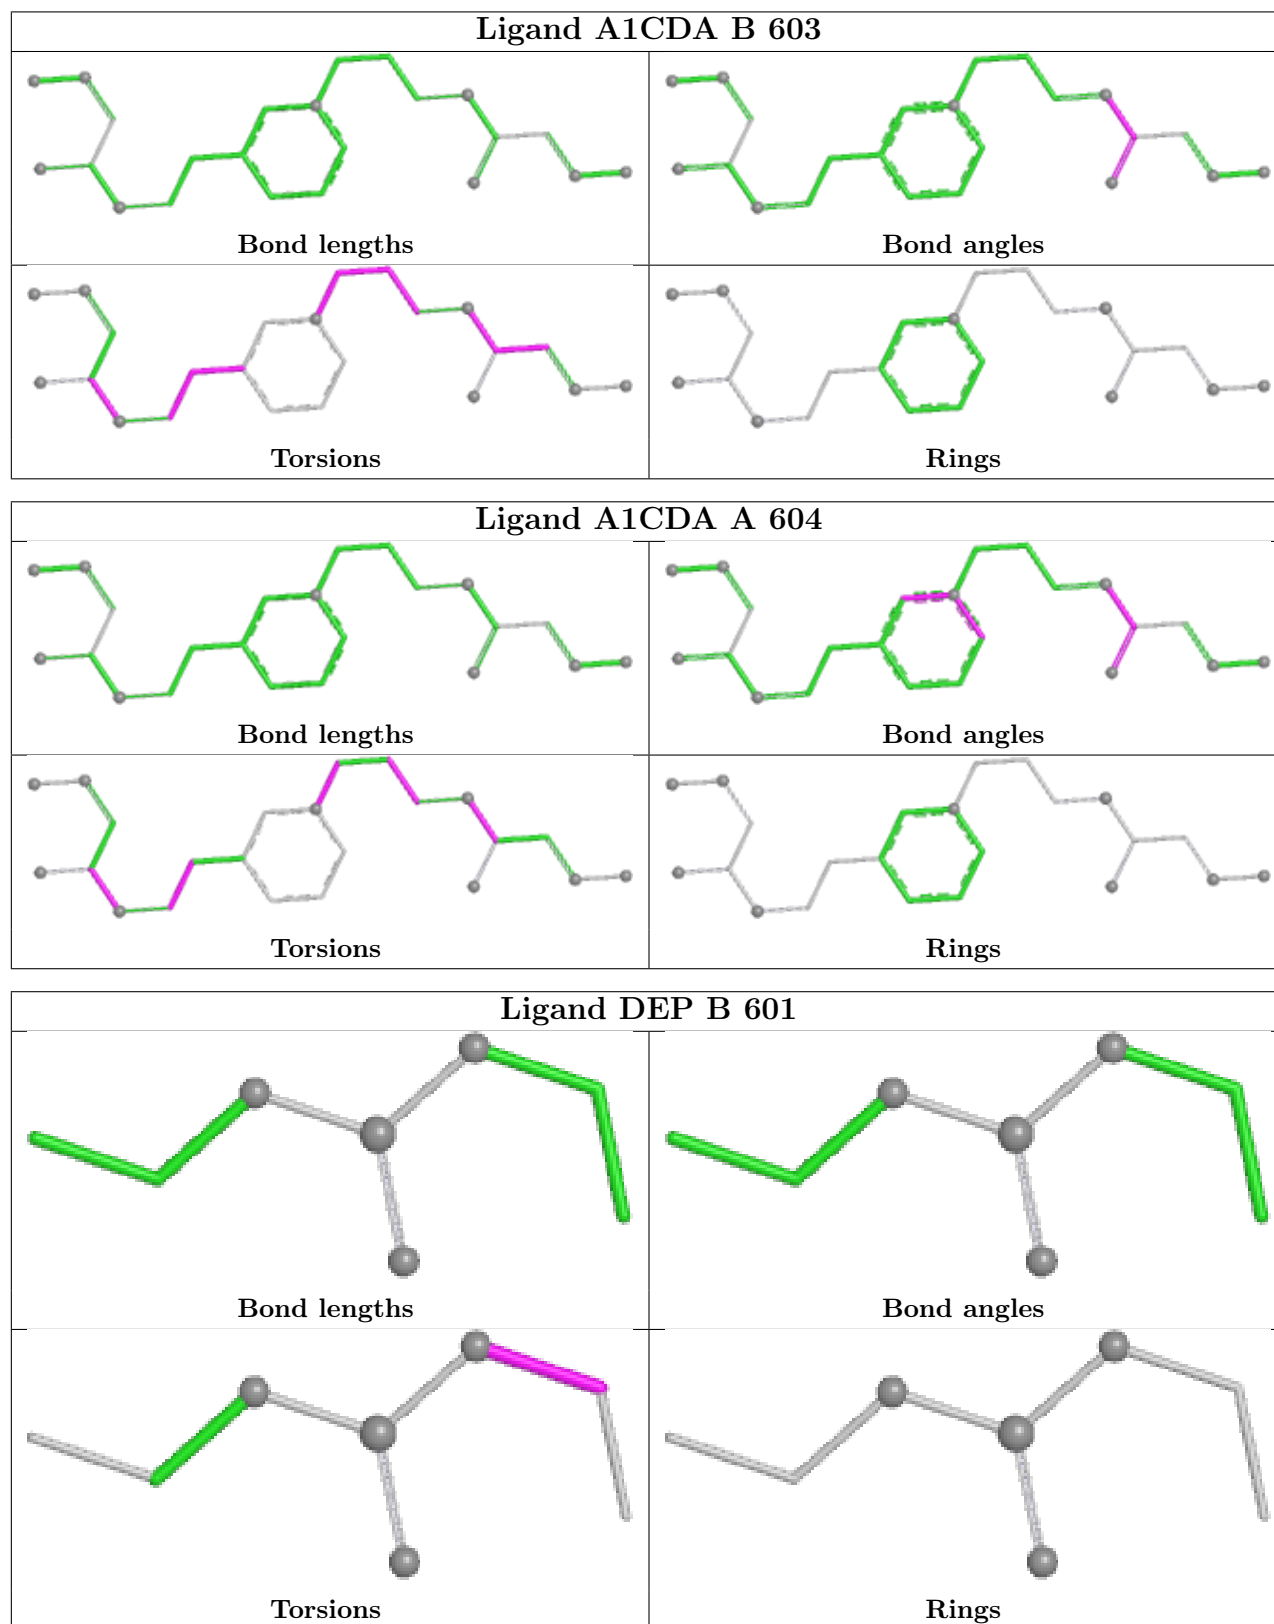 Ligand A1CDA B 603
Bond lengths
Bond angles
Torsions
Rings
Ligand A1CDA A 604
Bond lengths
Bond angles
Torsions
Rings
Ligand DEP B 601
Bond lengths
Bond angles
Torsions
Rings